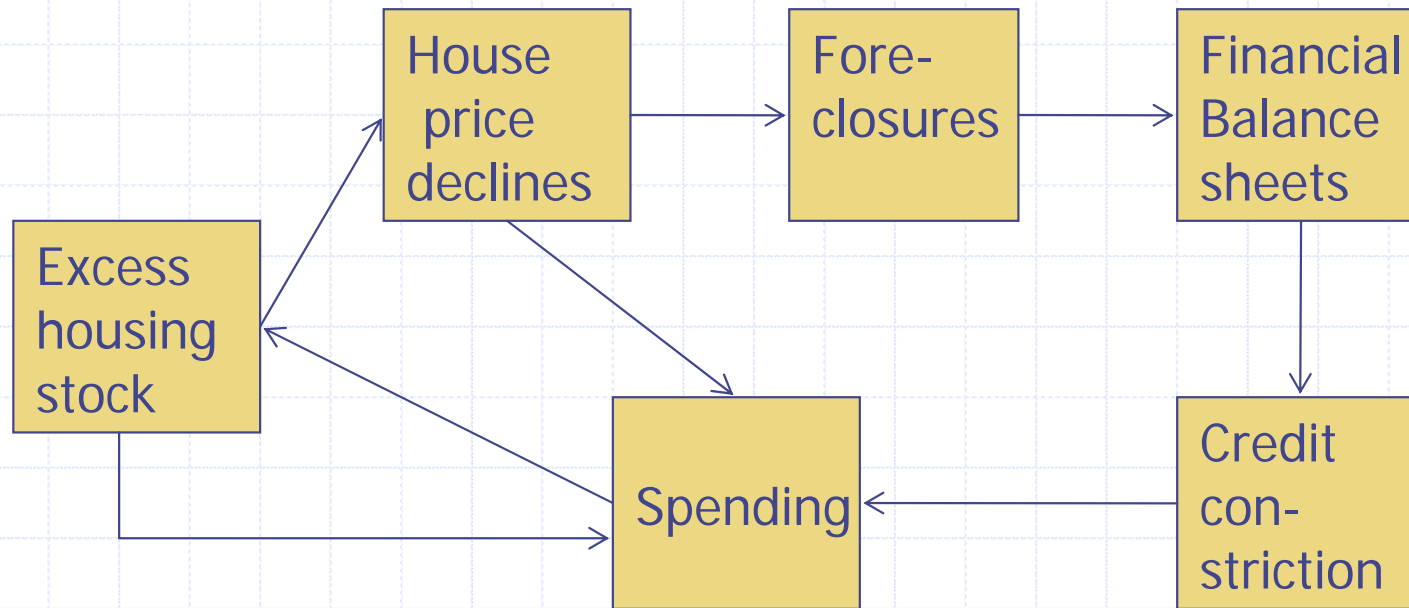 House
price
declines
Fore-
closures
Financial
Balance
sheets
Excess
housing
stock
Spending
Credit
con-
striction